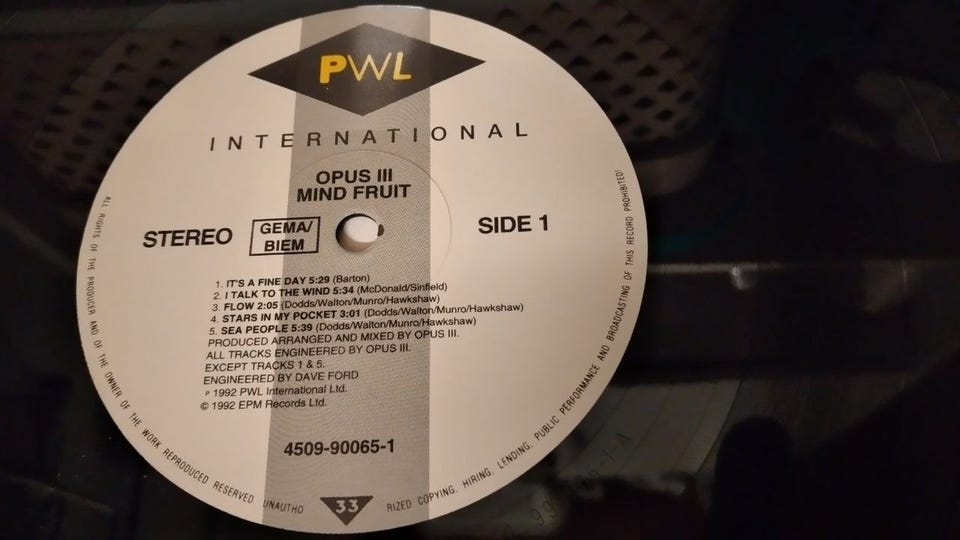 PWL
INTERNATIONAL
OPUS III
MIND FRUIT
STEREO
GEMA/
BIEM
SIDE 1
1. IT'S A FINE DAY 5:29 (Barton)
2. I TALK TO THE WIND 5:34 (McDonald/Sinfield)
3. FLOW 2:05 (Dodds/Walton/Munro/Hawkshaw)
4. STARS IN MY POCKET 3:01 (Dodds/Walton/Munro/Hawkshaw)
5. SEA PEOPLE 5:39 (Dodds/Walton/Munro/Hawkshaw)
PRODUCED ARRANGED AND MIXED BY OPUS III.
ALL TRACKS ENGINEERED BY OPUS III.
EXCEPT TRACKS 1 & 5.
ENGINEERED BY DAVE FORD
P 1992 PWL International Ltd.
© 1992 EPM Records Ltd.
4509-90065-1
33
ALL RIGHTS OF THE PRODUCER AND OF THE OWNER OF THE WORK REPRODUCED RESERVED UNAUTHO
RIZED COPYING, HIRING, LENDING, PUBLIC PERFORMANCE AND BROADCASTING OF THIS RECORD PROHIBITED!